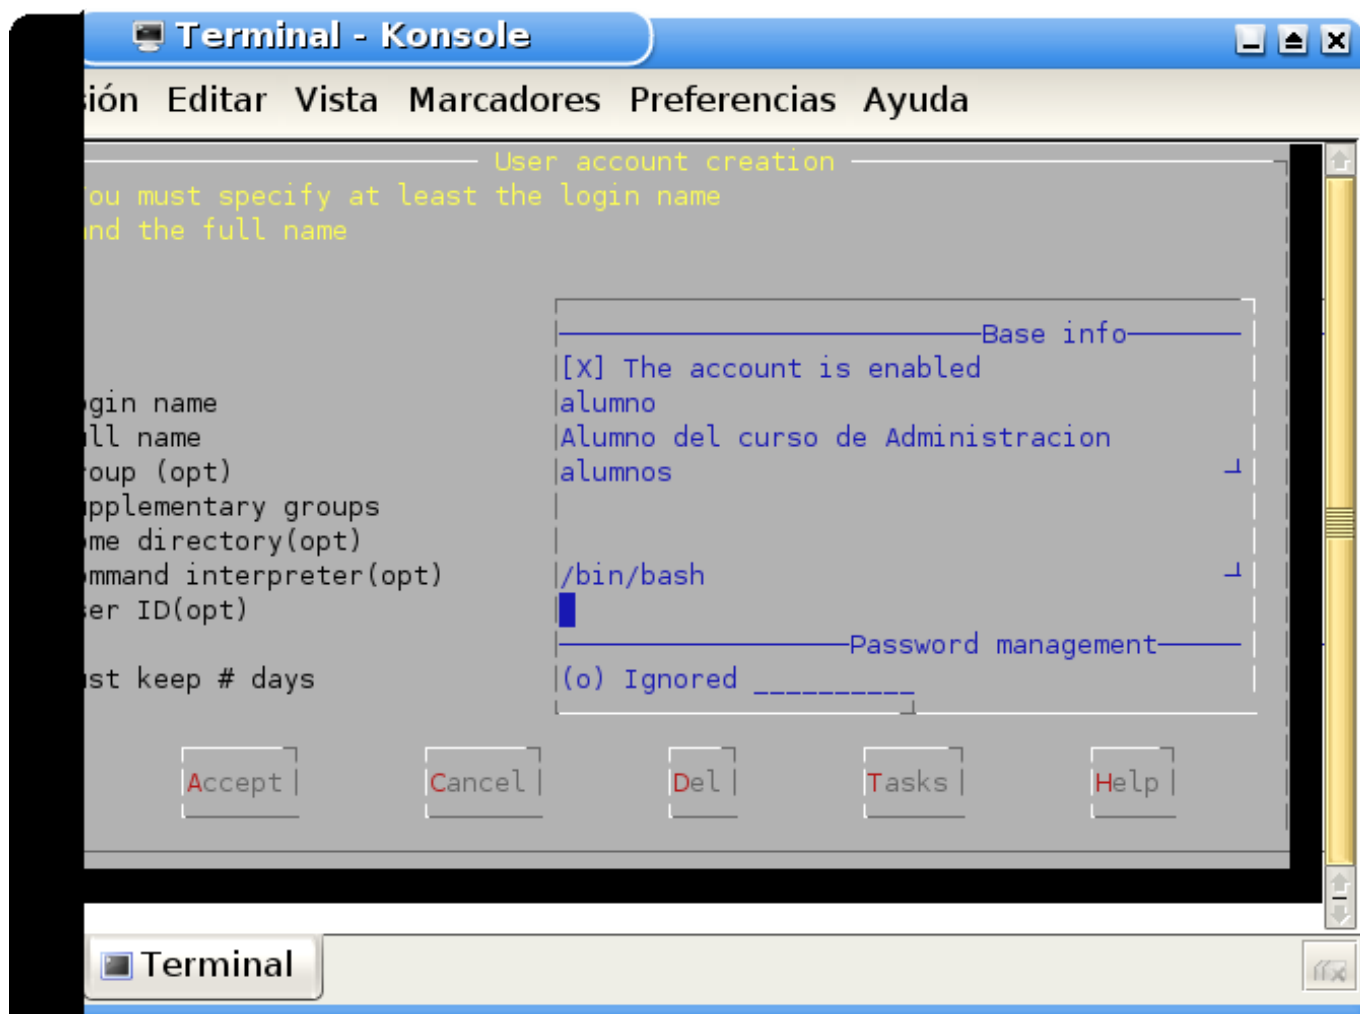 Terminal - Konsole
ión Editar Vista Marcadores Preferencias Ayuda
User account creation
ou must specify at least the login name
nd the full name
Base info
[X] The account is enabled
gin name alumno
ll name Alumno del curso de Administracion
roup (opt) alumnos
pplementary groups
me directory(opt)
mmand interpreter(opt) /bin/bash
er ID(opt)
Password management
st keep # days (o) Ignored __________
Accept Cancel Del Tasks Help
Terminal